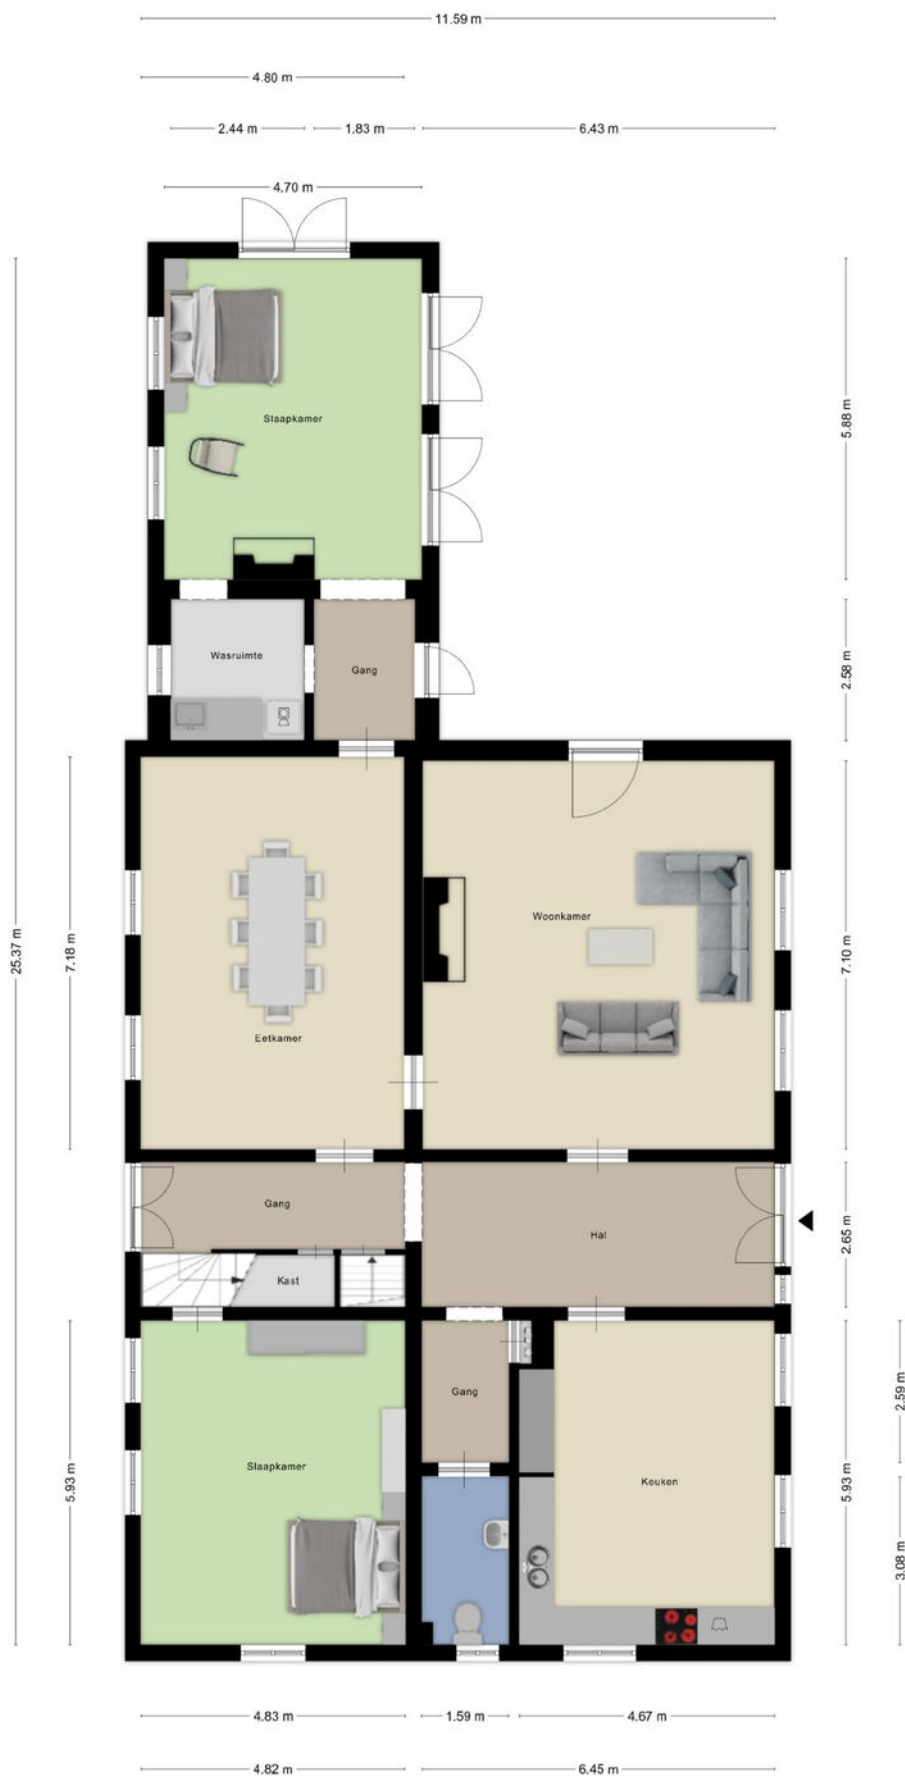 11.59 m
4.80 m
2.44 m
1.83 m
6.43 m
4.70 m
Slaapkamer
5.88 m
Wasruimte
Gang
2.58 m
25.37 m
7.18 m
Woonkamer
7.10 m
Eetkamer
Gang
Hal
2.65 m
Kast
Gang
2.59 m
Slaapkamer
Keuken
5.93 m
5.93 m
3.08 m
4.83 m
1.59 m
4.67 m
4.82 m
6.45 m